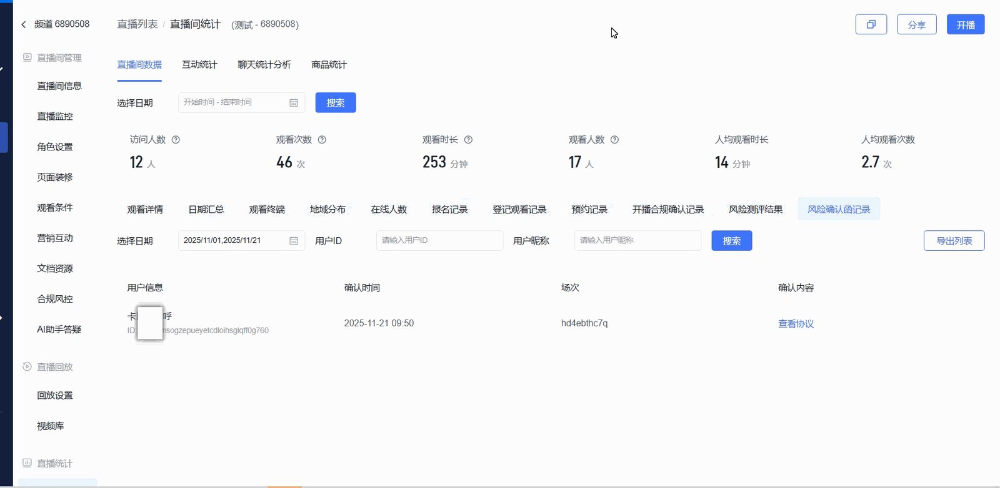 频道 6890508
直播列表 / 直播间统计 (测试 - 6890508)
分享
开播
直播间管理
直播间信息
直播监控
角色设置
页面装修
观看条件
营销互动
文档资源
合规风控
AI助手答疑
直播回放
回放设置
视频库
直播统计
直播间数据 互动统计 聊天统计分析 商品统计
选择日期 开始时间 - 结束时间 搜索
访问人数 观看次数 观看时长 观看人数 人均观看时长 人均观看次数
12 人 46 次 253 分钟 17 人 14 分钟 2.7 次
观看详情 日期汇总 观看终端 地域分布 在线人数 报名记录 登记观看记录 预约记录 开播合规确认记录 风险测评结果 风险确认函记录
选择日期 2025/11/01,2025/11/21 用户ID 请输入用户ID 用户昵称 请输入用户昵称 搜索 导出列表
用户信息 确认时间 场次 确认内容
卡 呼
ID: sogzepueyetcdloihsglqff0g760
2025-11-21 09:50 hd4ebthc7q 查看协议